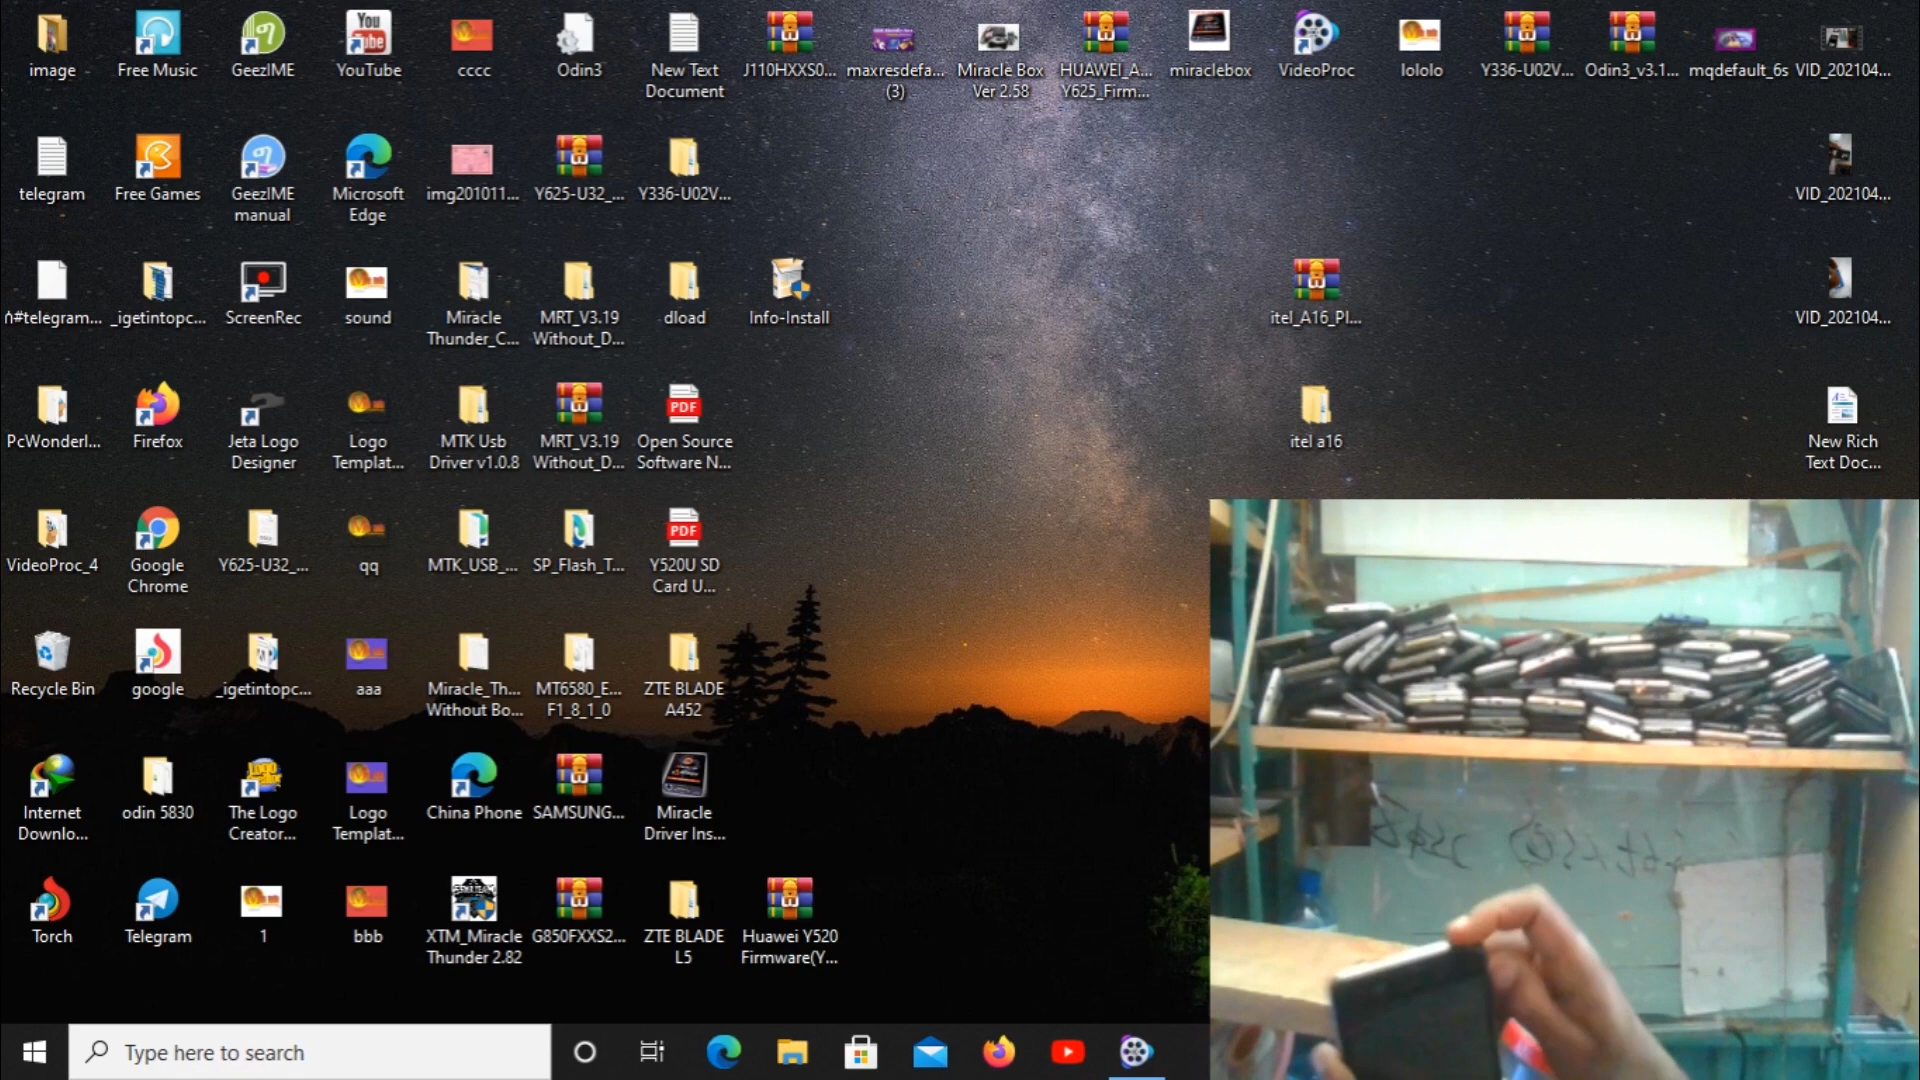 image
Free Music
GeezIME
YouTube
cccc
Odin3
New Text
Document
J110HXXS0...
maxresdefa...
(3)
Miracle Box
Ver 2.58
HUAWEI_A...
Y625_Firm...
miraclebox
VideoProc
lololo
Y336-U02V...
Odin3_v3.1...
mqdefault_6s
VID_202104...
telegram
Free Games
GeezIME
manual
Microsoft
Edge
img201011...
Y625-U32_...
Y336-U02V...
VID_202104...
ስ#telegram...
_igetintopc...
ScreenRec
sound
Miracle
Thunder_C...
MRT_V3.19
Without_D...
dload
Info-Install
itel_A16_Pl...
VID_202104...
PcWonderl...
Firefox
Jeta Logo
Designer
Logo
Templat...
MTK Usb
Driver v1.0.8
MRT_V3.19
Without_D...
PDF
Open Source
Software N...
itel a16
New Rich
Text Doc...
VideoProc_4
Google
Chrome
Y625-U32_...
qq
MTK_USB_...
SP_Flash_T...
PDF
Y520U SD
Card U...
Recycle Bin
google
_igetintopc...
aaa
Miracle_Th...
Without Bo...
MT6580_E...
F1_8_1_0
ZTE BLADE
A452
Internet
Downlo...
odin 5830
The Logo
Creator...
Logo
Templat...
China Phone
SAMSUNG...
Miracle
Driver Ins...
Torch
Telegram
1
bbb
XTM_Miracle
Thunder 2.82
G850FXXS2...
ZTE BLADE
L5
Huawei Y520
Firmware(Y...
Type here to search